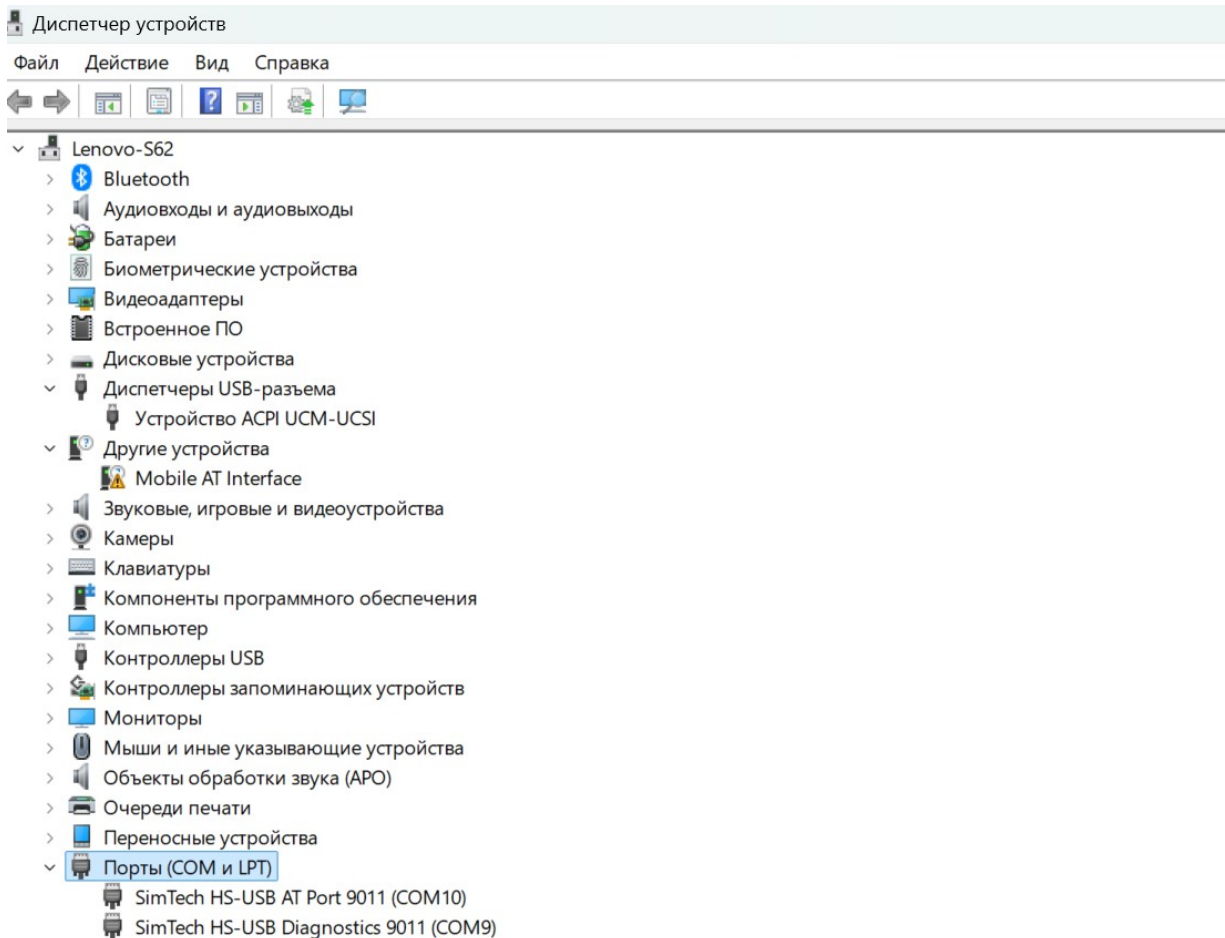 Диспетчер устройств
Файл Действие Вид Справка
Lenovo-S62
Bluetooth
Аудиовходы и аудиовыходы
Батареи
Биометрические устройства
Видеоадаптеры
Встроенное ПО
Дисковые устройства
Диспетчеры USB-разъема
Устройство ACPI UCM-UCSI
Другие устройства
Mobile AT Interface
Звуковые, игровые и видеоустройства
Камеры
Клавиатуры
Компоненты программного обеспечения
Компьютер
Контроллеры USB
Контроллеры запоминающих устройств
Мониторы
Мыши и иные указывающие устройства
Объекты обработки звука (APO)
Очереди печати
Переносные устройства
Порты (COM и LPT)
SimTech HS-USB AT Port 9011 (COM10)
SimTech HS-USB Diagnostics 9011 (COM9)